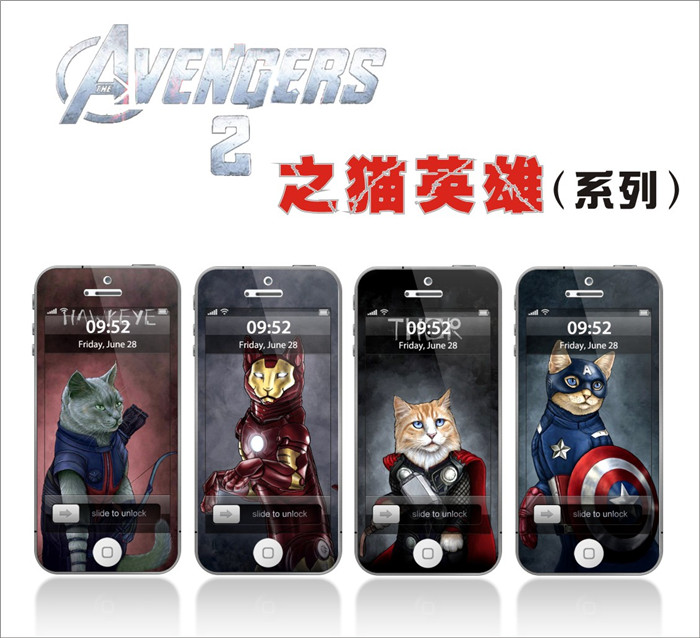 THE AVENGERS
2
之猫英雄(系列)
HAWKEYE
09:52
Friday, June 28
slide to unlock
09:52
Friday, June 28
slide to unlock
THOR
09:52
Friday, June 28
slide to unlock
A
09:52
Friday, June 28
slide to unlock